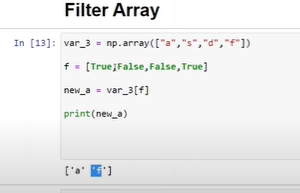 Filter Array
In [13]: var_3 = np.array(["a","s","d","f"])
f = [True,False,False,True]
new_a = var_3[f]
print(new_a)
['a' 'f']